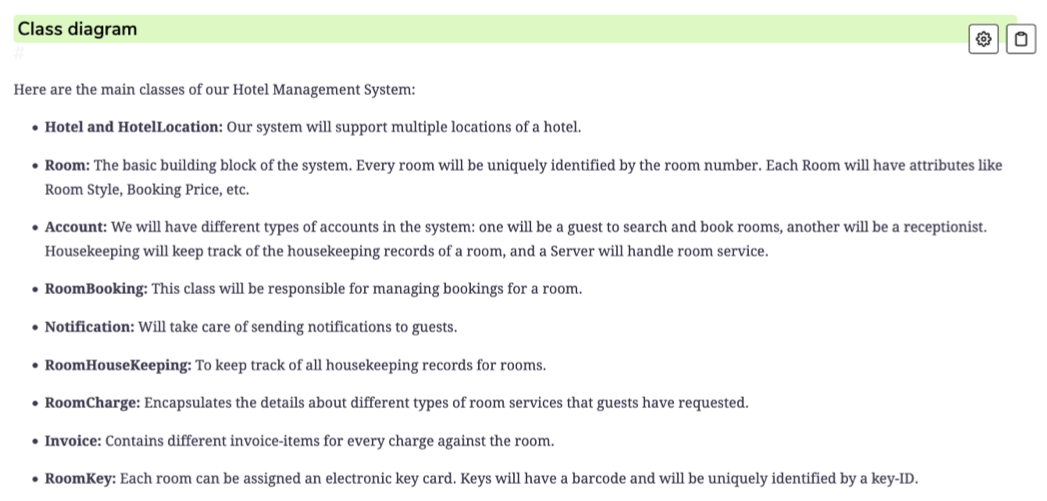 Class diagram
#
Here are the main classes of our Hotel Management System:
• Hotel and HotelLocation: Our system will support multiple locations of a hotel.
• Room: The basic building block of the system. Every room will be uniquely identified by the room number. Each Room will have attributes like
Room Style, Booking Price, etc.
• Account: We will have different types of accounts in the system: one will be a guest to search and book rooms, another will be a receptionist.
Housekeeping will keep track of the housekeeping records of a room, and a Server will handle room service.
• RoomBooking: This class will be responsible for managing bookings for a room.
• Notification: Will take care of sending notifications to guests.
• RoomHouseKeeping: To keep track of all housekeeping records for rooms.
• RoomCharge: Encapsulates the details about different types of room services that guests have requested.
• Invoice: Contains different invoice-items for every charge against the room.
• RoomKey: Each room can be assigned an electronic key card. Keys will have a barcode and will be uniquely identified by a key-ID.